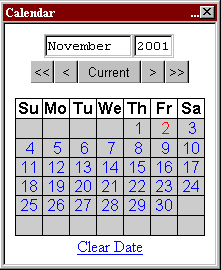 Calendar ...
November 2001
<< < Current > >>
Su Mo Tu We Th Fr Sa
1 2 3
4 5 6 7 8 9 10
11 12 13 14 15 16 17
18 19 20 21 22 23 24
25 26 27 28 29 30
Clear Date